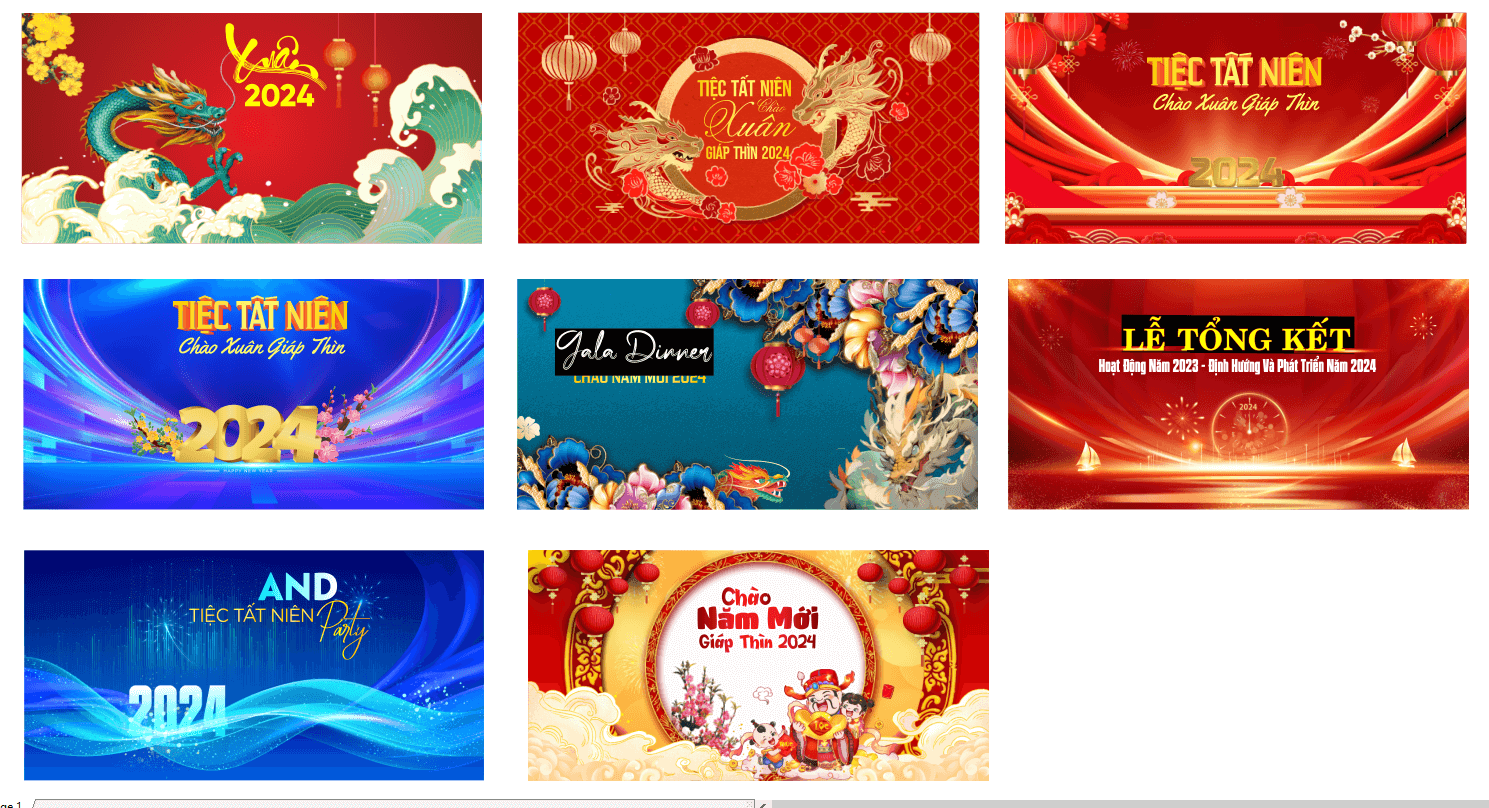 Xuân
2024
TIỆC TẤT NIÊN
Chào
Xuân
GIÁP THÌN 2024
TIỆC TẤT NIÊN
Chào Xuân Giáp Thìn
2024
TIỆC TẤT NIÊN
Chào Xuân Giáp Thìn
2024
HAPPY NEW YEAR
Gala Dinner
CHÀO NĂM MỚI 2024
LỄ TỔNG KẾT
Hoạt Động Năm 2023 - Định Hướng Và Phát Triển Năm 2024
2024
AND
TIỆC TẤT NIÊN Party
2024
Chào
Năm Mới
Giáp Thìn 2024